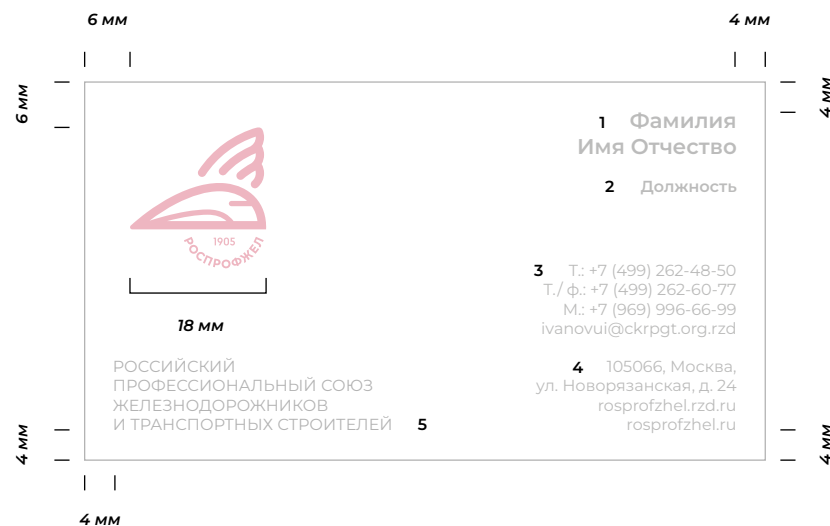 6 мм
4 мм
6 мм
4 мм
1 Фамилия
Имя Отчество
2 Должность
1905
РОСПРОФЖЕЛ
18 мм
3 Т.: +7 (499) 262-48-50
Т./ ф.: +7 (499) 262-60-77
М.: +7 (969) 996-66-99
ivanovui@ckrpgt.org.rzd
РОССИЙСКИЙ
ПРОФЕССИОНАЛЬНЫЙ СОЮЗ
ЖЕЛЕЗНОДОРОЖНИКОВ
И ТРАНСПОРТНЫХ СТРОИТЕЛЕЙ 5
4 105066, Москва,
ул. Новорязанская, д. 24
rosprofzhel.rzd.ru
rosprofzhel.ru
4 мм
4 мм
4 мм